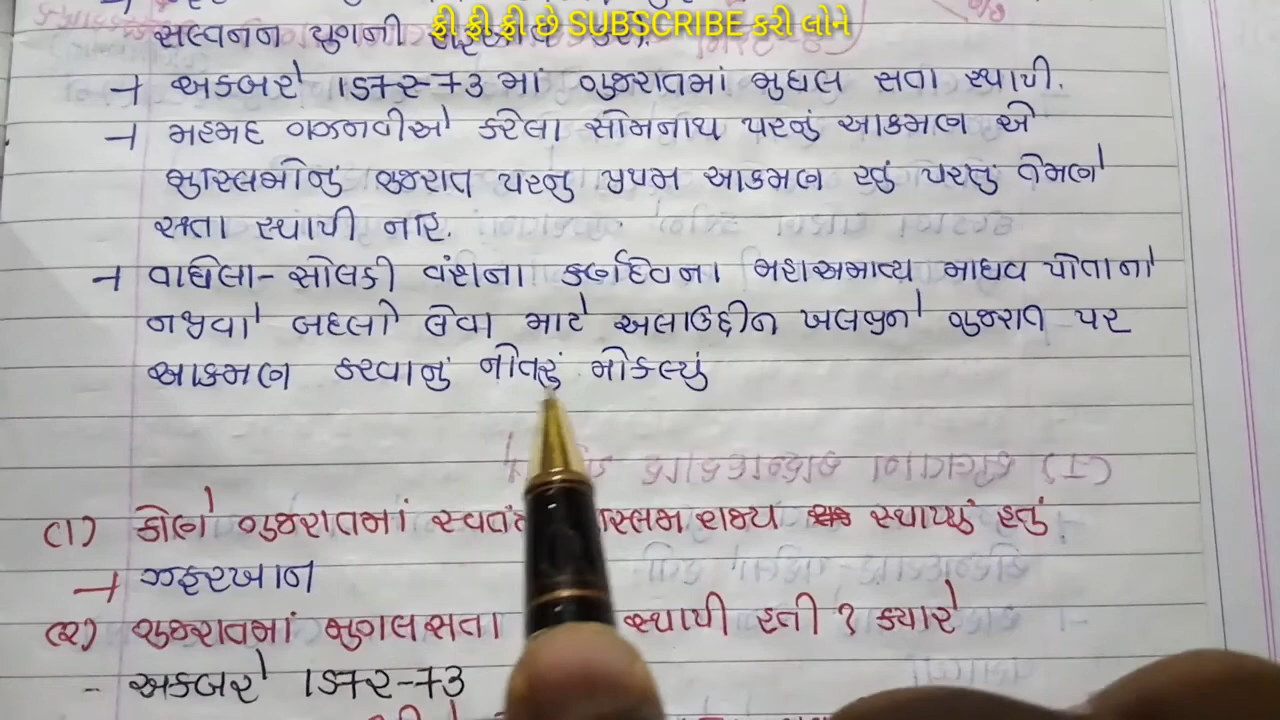 ફ્રી ફ્રી ફ્રી છે SUBSCRIBE કરી લોને
સલ્તનત યુગની
→ અકબરે 1572-73 માં ગુજરાતમાં મુઘલ સતા સ્થાપી.
→ મહમદ ગઝનવીએ કરેલા સોમનાથ પરનું આક્રમણ એ
મુસ્લિમોનું ગુજરાત પરનુ પ્રથમ આક્રમણ હતું પરંતુ તેમણે
સતા સ્થાપી નહિ.
→ વાઘેલા-સોલંકી વંશના કર્ણદેવના મહાઅમાત્ય માધવ પોતાના
બદલો લેવા માટે અલાઉદ્દીન ખલજીને ગુજરાત પર
આક્રમણ કરવાનું નોતરું મોકલ્યું
(1) કોણે ગુજરાતમાં સ્વતંત્ર મુસ્લિમ રાજ્ય સ્થાપ્યું હતું
→ ઝફરખાન
(2) ગુજરાતમાં મુગલસતા સ્થાપી હતી ? ક્યારે
- અકબરે 1572-73